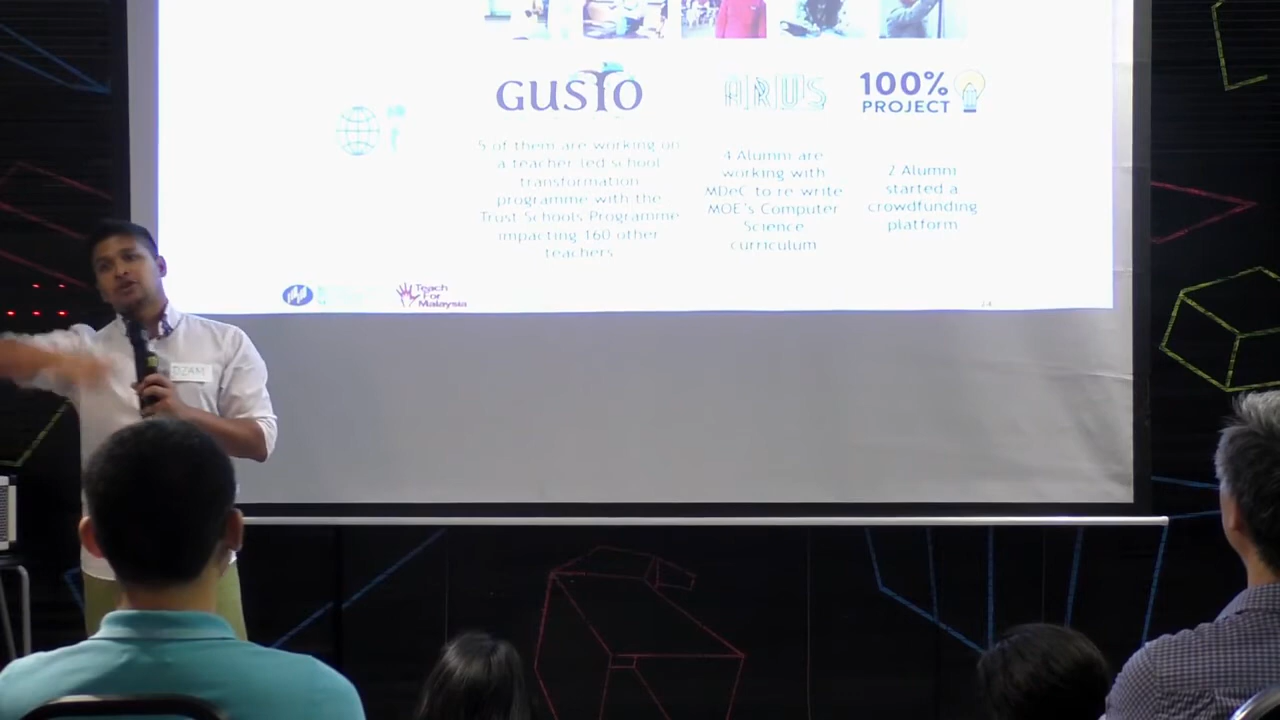 GUSTO
ARUS
100%
PROJECT
5 of them are working on
a teacher led school
transformation
programme with the
Trust Schools Programme
impacting 160 other
teachers
4 Alumni are
working with
MDeC to re-write
MOE's Computer
Science
curriculum
2 Alumni
started a
crowdfunding
platform
Teach
For
Malaysia
24
DZAM